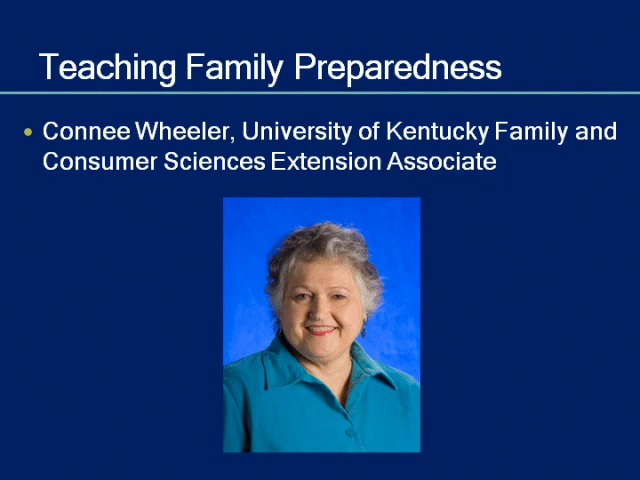 Teaching Family Preparedness
Connee Wheeler, University of Kentucky Family and
Consumer Sciences Extension Associate